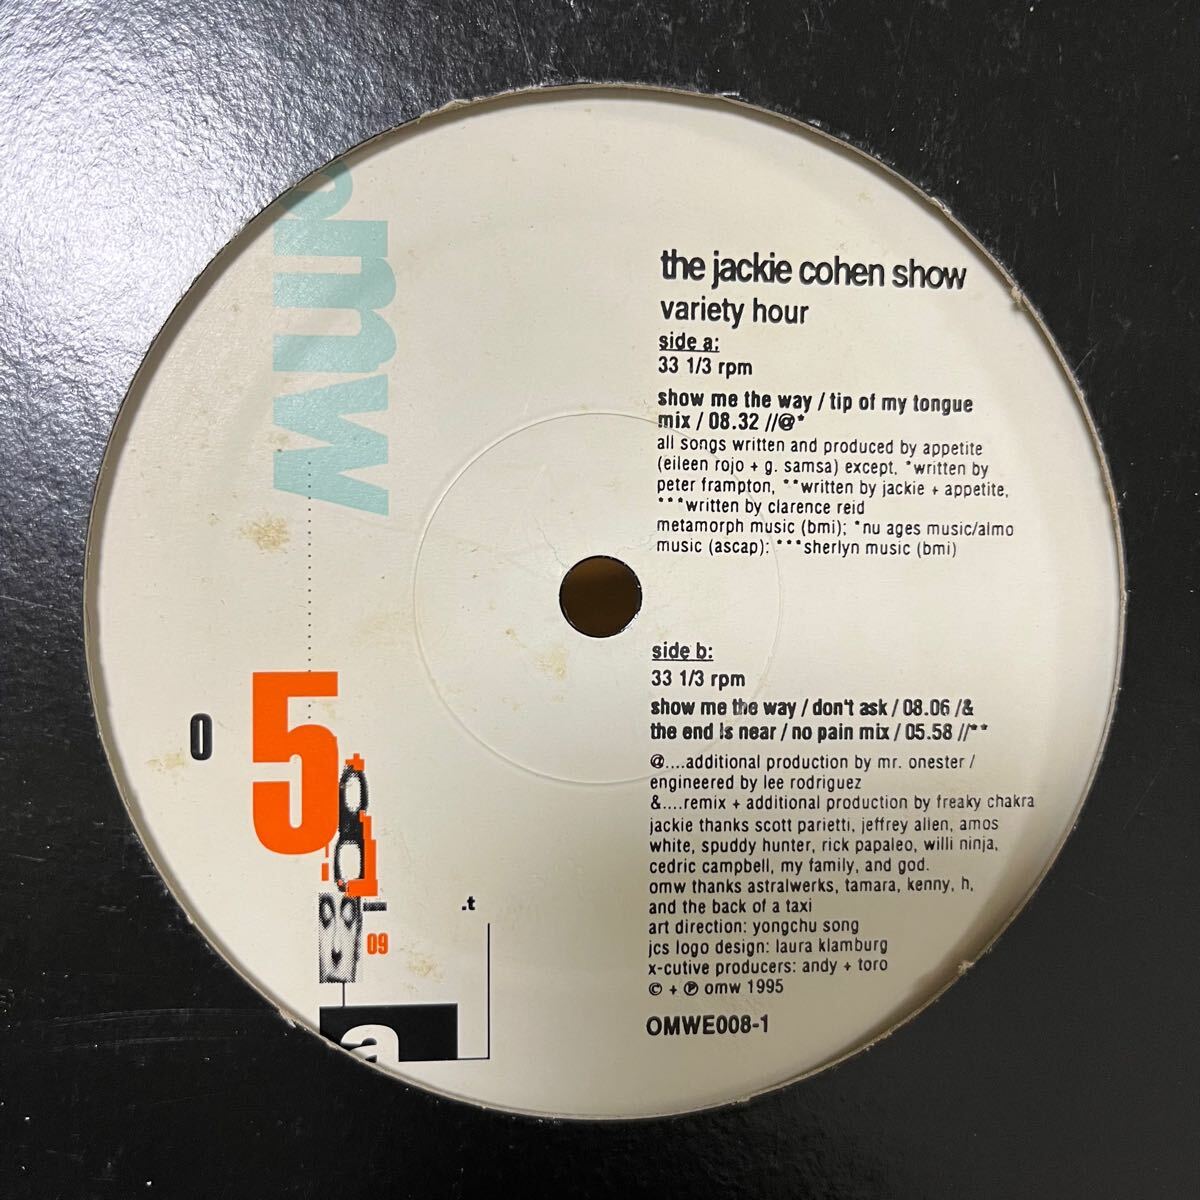 omw
the jackie cohen show
variety hour
side a:
33 1/3 rpm
show me the way / tip of my tongue
mix / 08.32 //@*
all songs written and produced by appetite
(eileen rojo + g. samsa) except, *written by
peter frampton, **written by jackie + appetite,
***written by clarence reid
metamorph music (bmi); *nu ages music/almo
music (ascap): ***sherlyn music (bmi)
side b:
33 1/3 rpm
show me the way / don't ask / 08.06 /&
the end is near / no pain mix / 05.58 //**
@....additional production by mr. onester /
engineered by lee rodriguez
&....remix + additional production by freaky chakra
jackie thanks scott parietti, jeffrey allen, amos
white, spuddy hunter, rick papaleo, willi ninja,
cedric campbell, my family, and god.
omw thanks astralwerks, tamara, kenny, h,
and the back of a taxi
art direction: yongchu song
jcs logo design: laura klamburg
x-cutive producers: andy + toro
© + ℗ omw 1995
OMWE008-1
0
5
09
.t
a